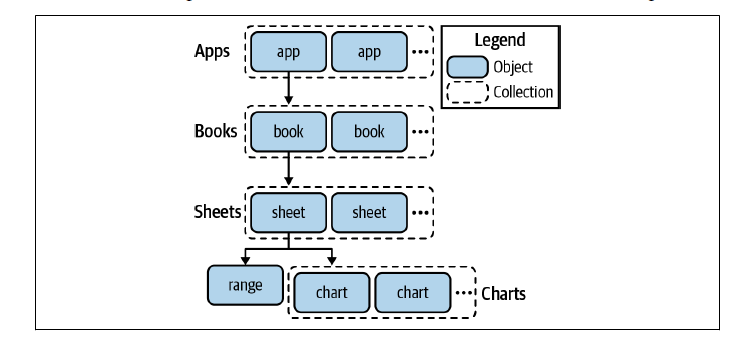 Apps app app ...
Legend
Object
Collection
Books book book ...
Sheets sheet sheet ...
range chart chart ... Charts